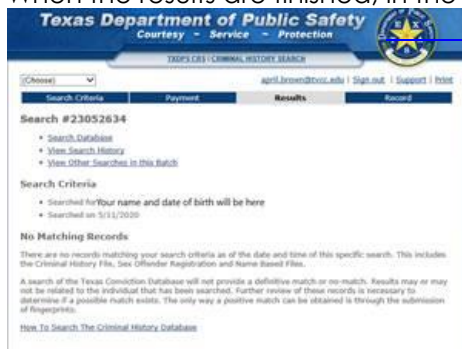 When the results are finished, in the
Texas Department of Public Safety
Courtesy ~ Service ~ Protection
TXDPS CRS | CRIMINAL HISTORY SEARCH
(Choose)
april.brown@tvcc.edu | Sign out | Support | Print
Search Criteria Payment Results Record
Search #23052634
• Search Database
• View Search History
• View Other Searches in this Batch
Search Criteria
• Searched for Your name and date of birth will be here
• Searched on 5/11/2020
No Matching Records
There are no records matching your search criteria as of the date and time of this specific search. This includes
the Criminal History File, Sex Offender Registration and Name Based Files.
A search of the Texas Conviction Database will not provide a definitive match or no-match. Results may or may
not be related to the individual that has been searched. Further review of these records is necessary to
determine if a possible match exists. The only way a positive match can be obtained is through the submission
of fingerprints.
How To Search The Criminal History Database